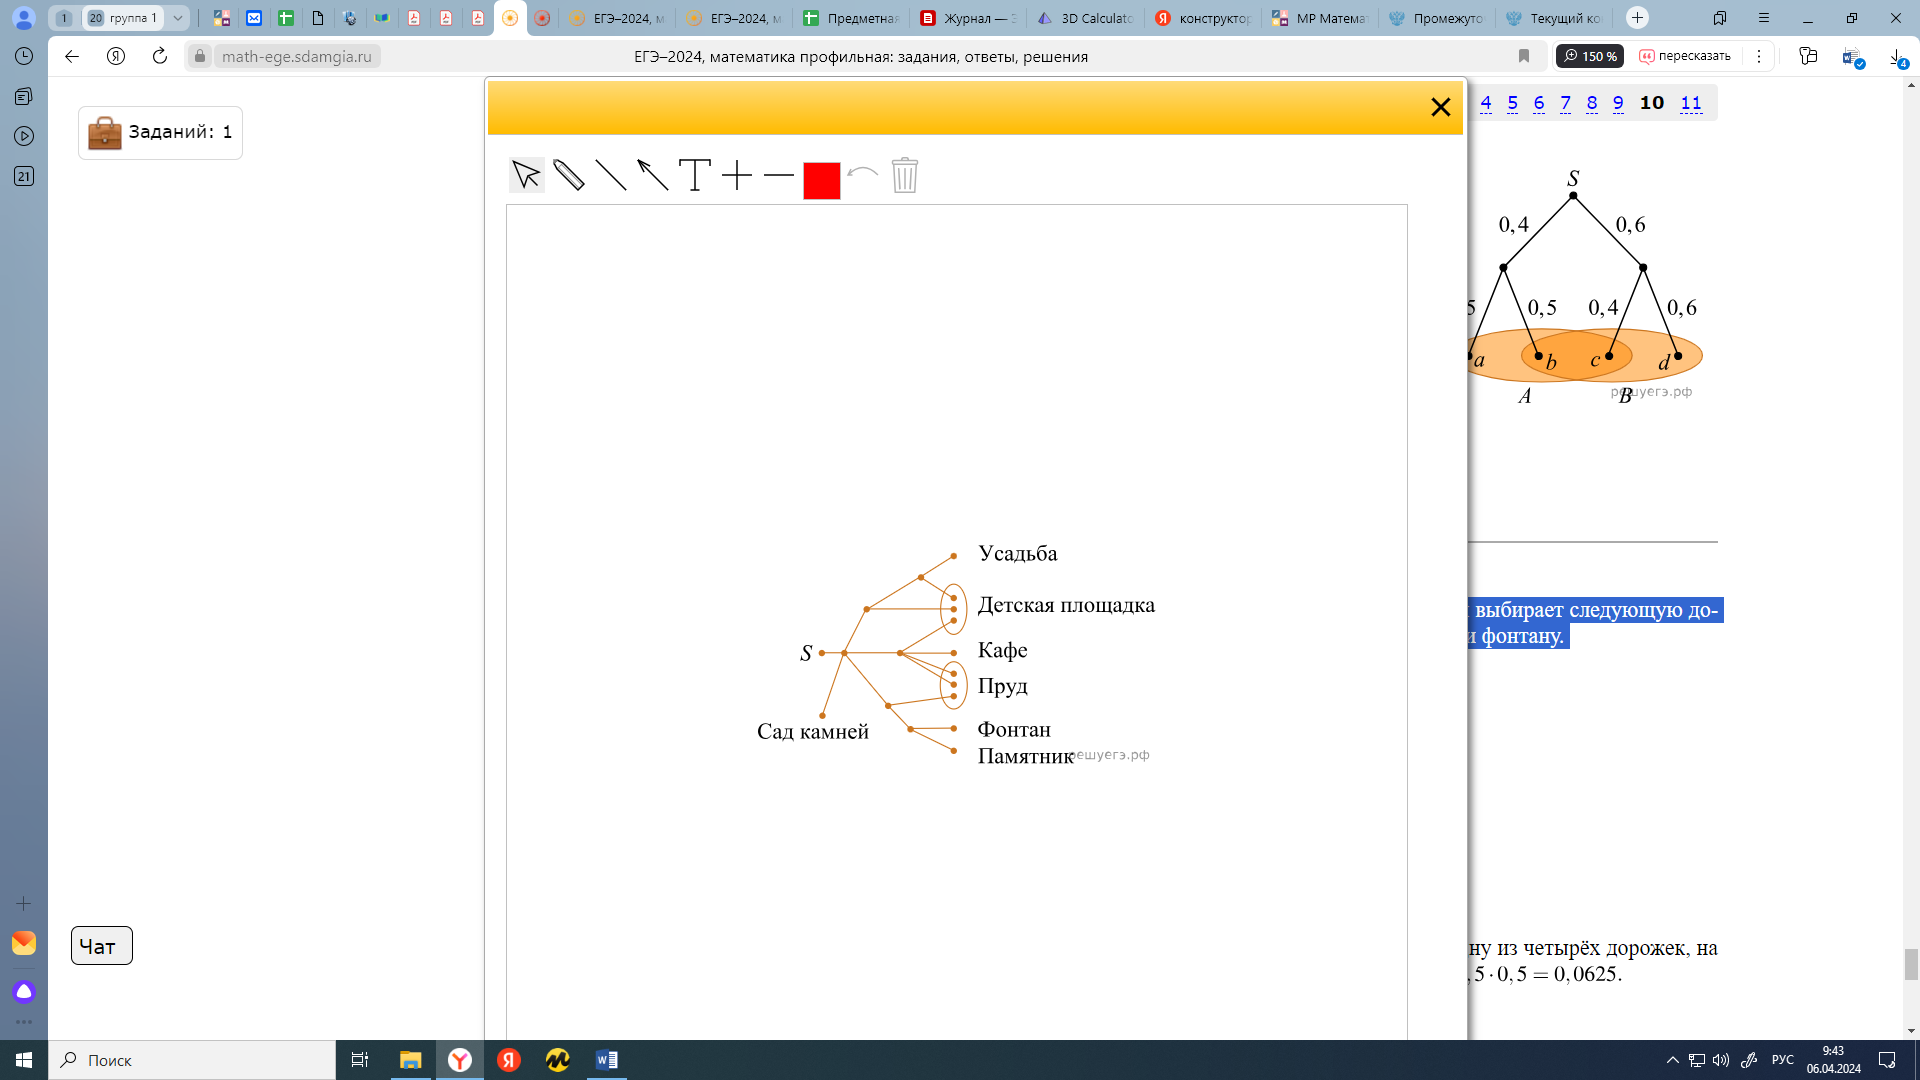 1
20 группа 1
ЕГЭ–2024, м
ЕГЭ–2024, м
Предметная
Журнал — Э
3D Calculato
конструктор
МР Матема
Промежуто
Текущий ко
math-ege.sdamgia.ru
ЕГЭ–2024, математика профильная: задания, ответы, решения
150 %
пересказать
4
21
Заданий: 1
4 5 6 7 8 9 10 11
S
0,4
0,6
5
0,5
0,4
0,6
a
b
c
d
A
B
решуегэ.рф
Усадьба
Детская площадка
S
Кафе
Пруд
Сад камней
Фонтан
Памятник
решуегэ.рф
выбирает следующую до-
и фонтану.
ну из четырёх дорожек, на
,5 · 0,5 = 0,0625.
Чат
Поиск
РУС
9:43
06.04.2024